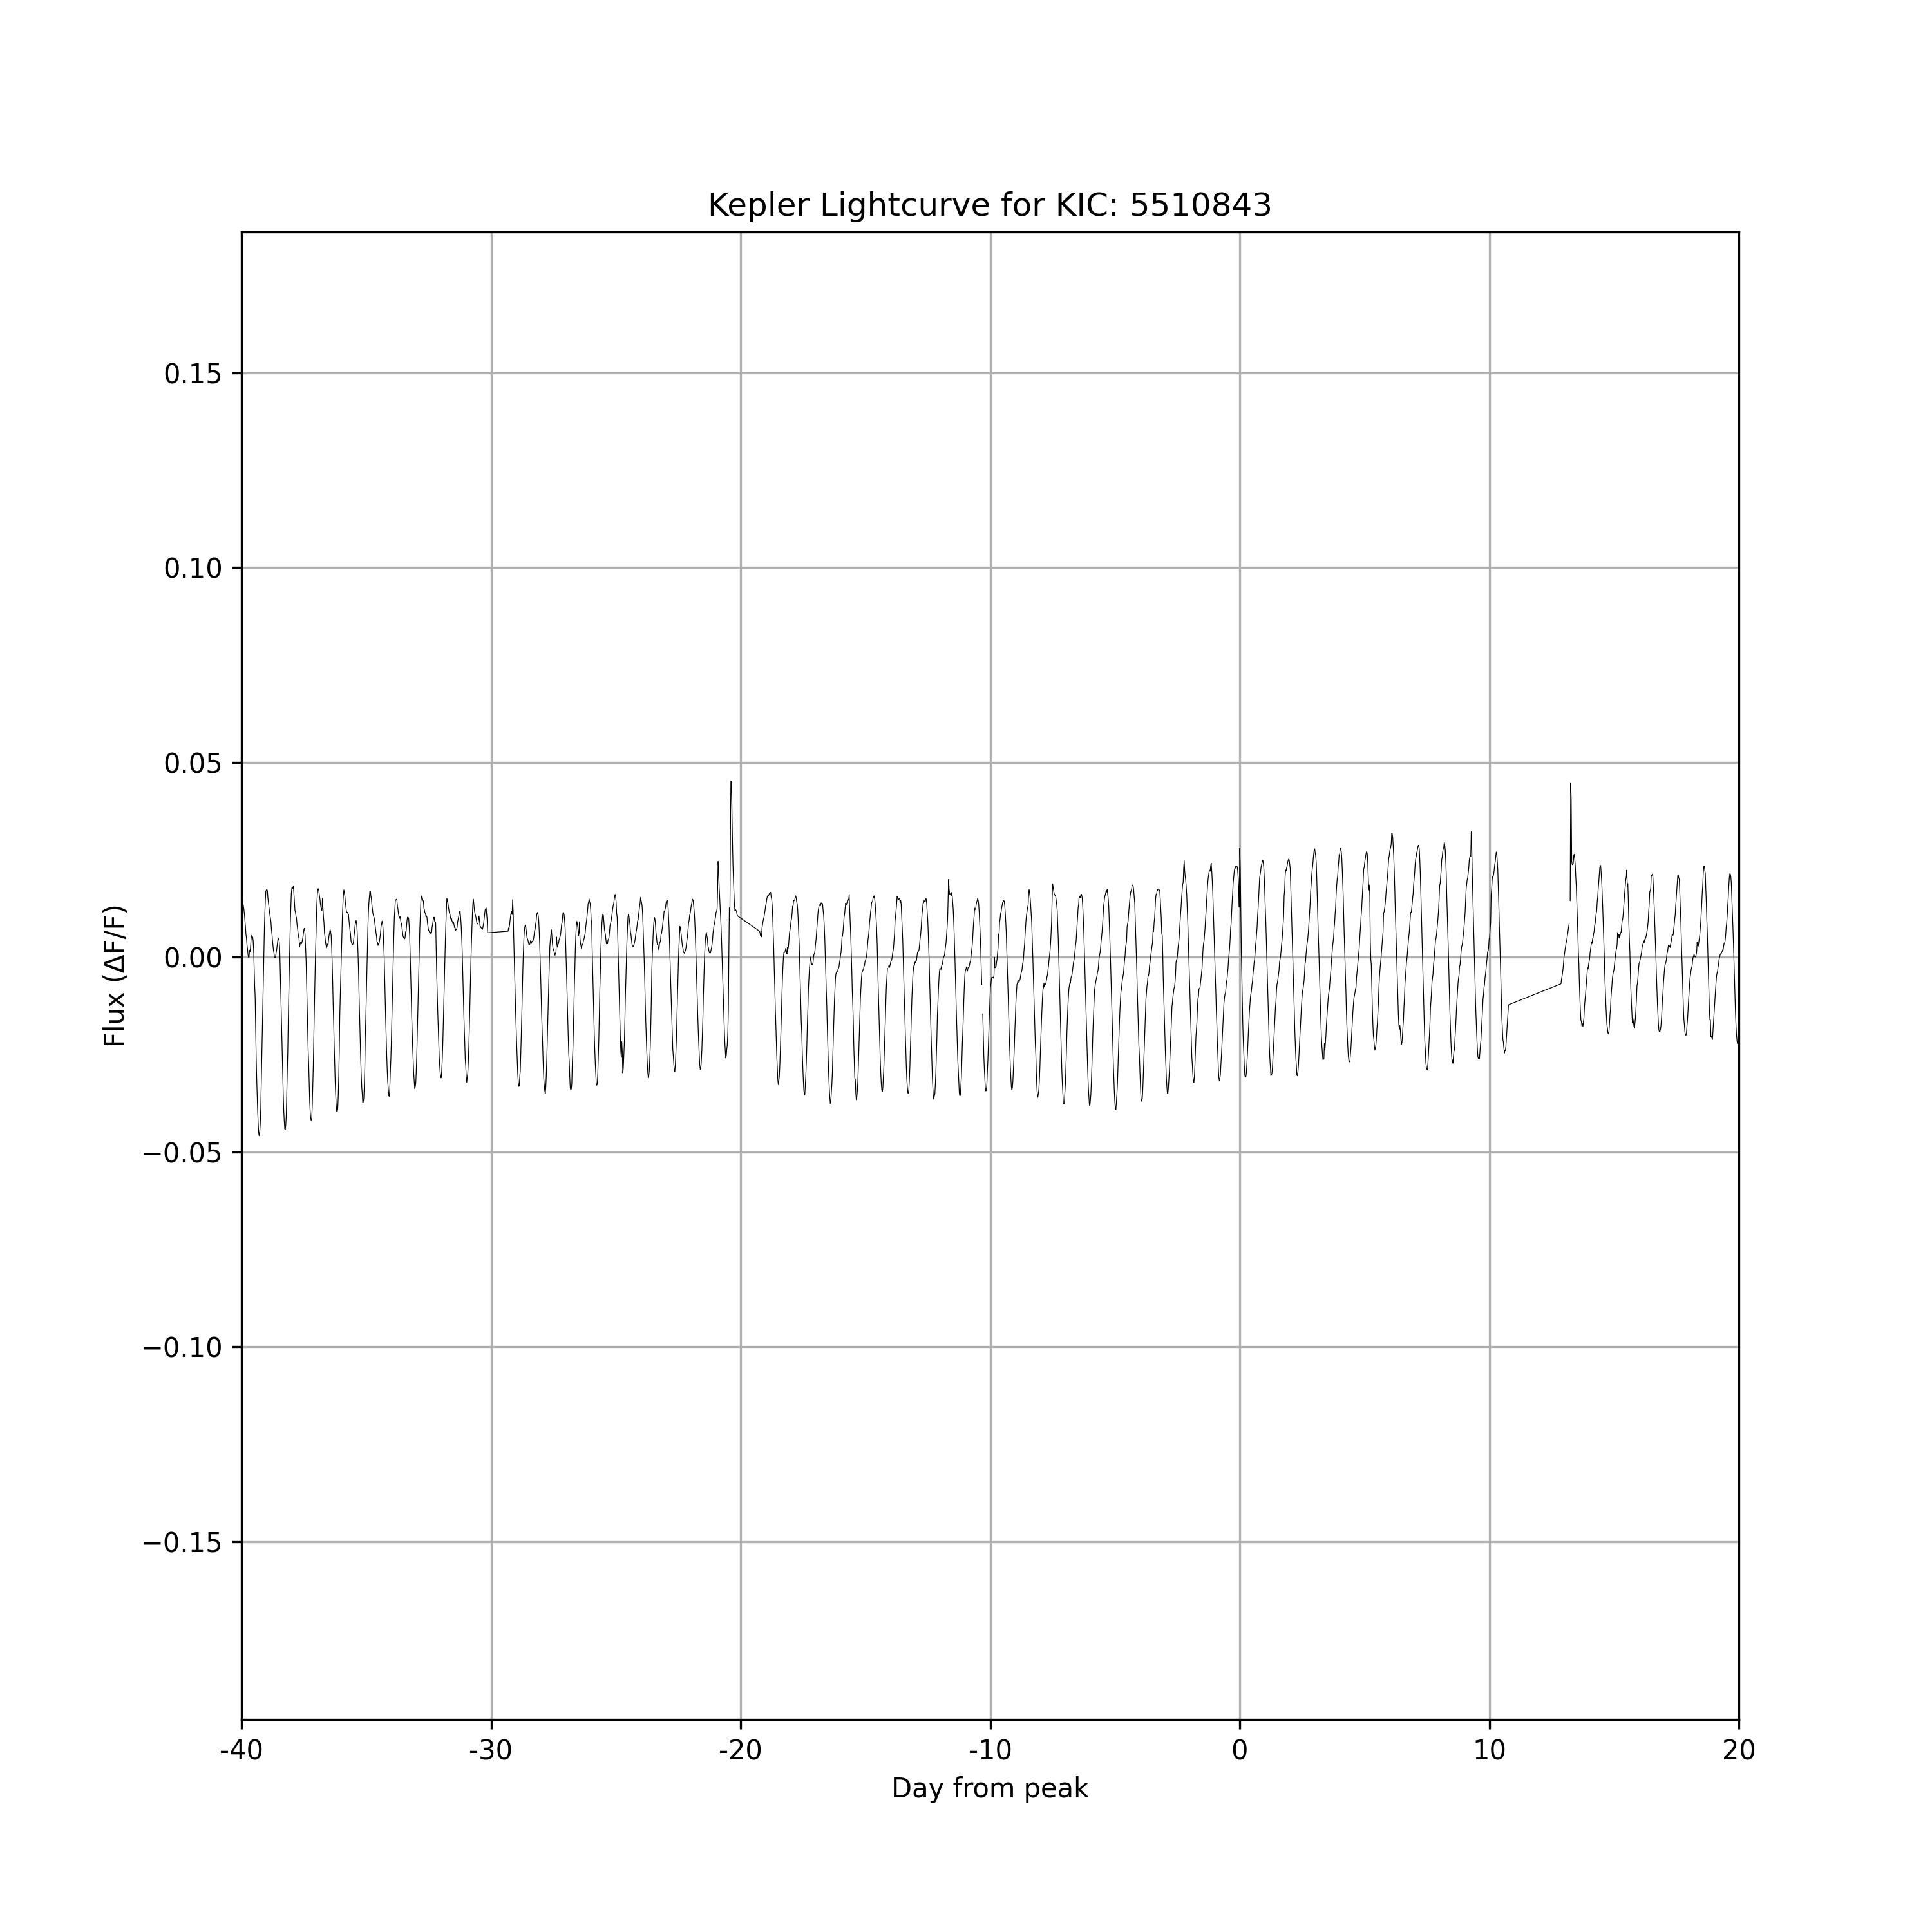 Kepler Lightcurve for KIC: 5510843
0.15
0.10
0.05
0.00
−0.05
−0.10
−0.15
Flux (ΔF/F)
-40 -30 -20 -10 0 10 20
Day from peak